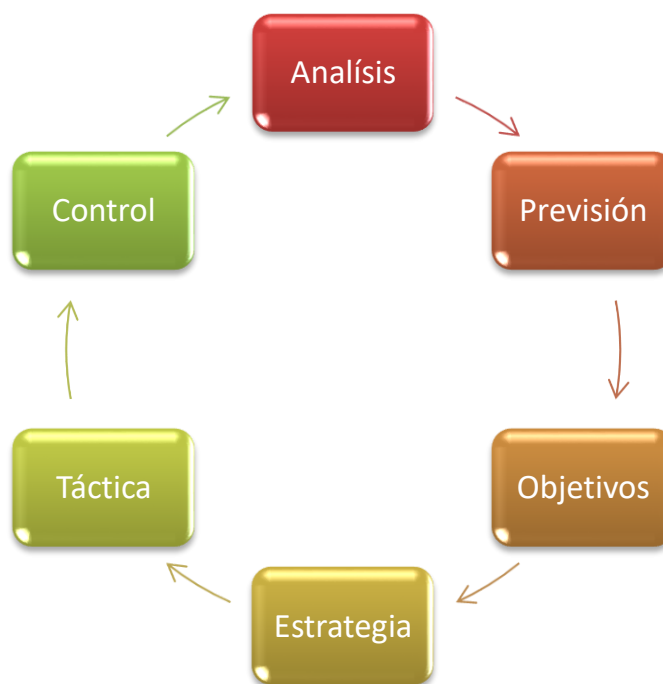 Analísis
Previsión
Objetivos
Estrategia
Táctica
Control